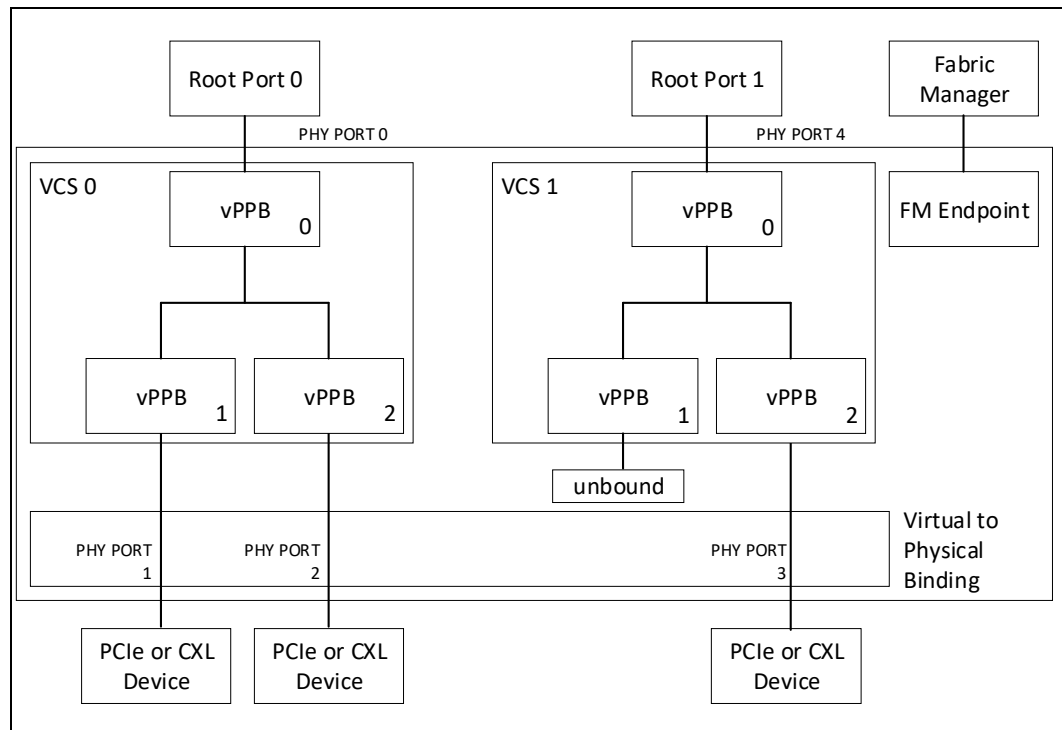 Root Port 0
Root Port 1
Fabric
Manager
PHY PORT 0
PHY PORT 4
VCS 0
vPPB
0
VCS 1
vPPB
0
FM Endpoint
vPPB
1
vPPB
2
vPPB
1
vPPB
2
unbound
PHY PORT
1
PHY PORT
2
PHY PORT
3
Virtual to
Physical
Binding
PCIe or CXL
Device
PCIe or CXL
Device
PCIe or CXL
Device